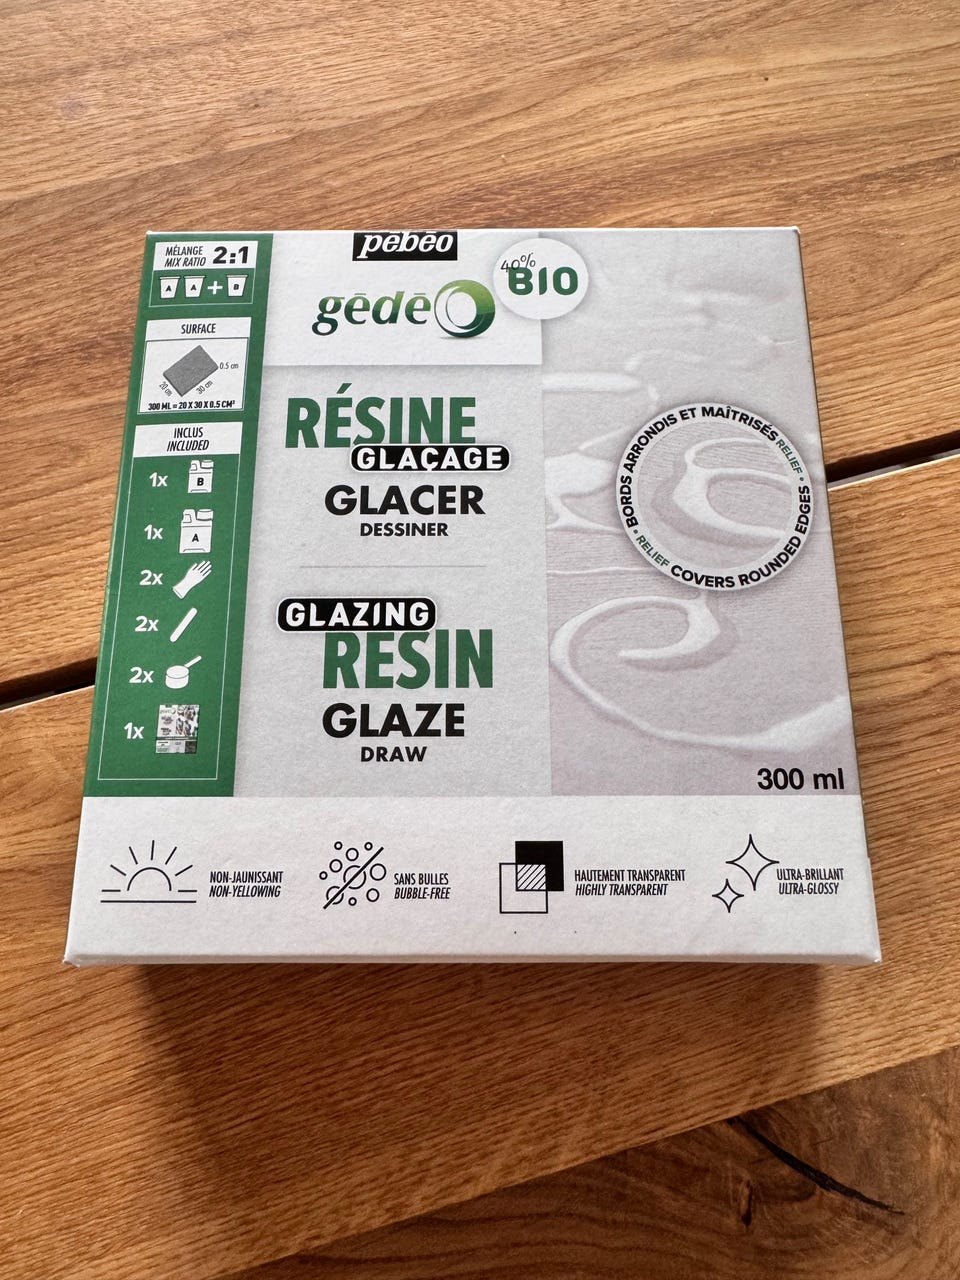 pébéo
gēdēO
40%
BIO
MÉLANGE
MIX RATIO 2:1
A A + B
SURFACE
0.5 cm
20 cm
30 cm
300 ML = 20 X 30 X 0.5 CM³
INCLUS
INCLUDED
1x B
1x A
2x
2x
2x
1x
RÉSINE
GLAÇAGE
GLACER
DESSINER
GLAZING
RESIN
GLAZE
DRAW
• BORDS ARRONDIS ET MAÎTRISÉS RELIEF •
RELIEF COVERS ROUNDED EDGES
300 ml
NON-JAUNISSANT
NON-YELLOWING
SANS BULLES
BUBBLE-FREE
HAUTEMENT TRANSPARENT
HIGHLY TRANSPARENT
ULTRA-BRILLANT
ULTRA-GLOSSY